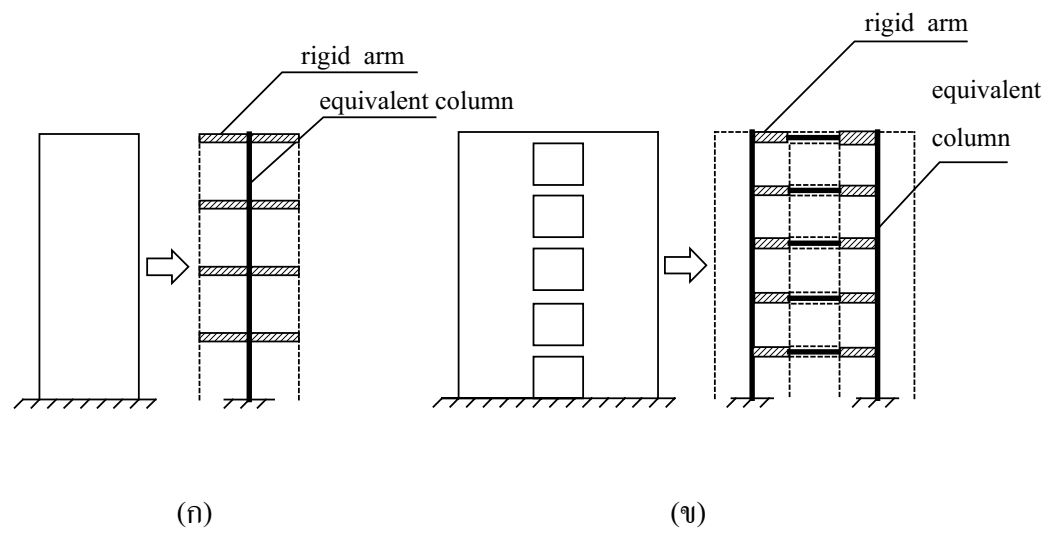 rigid arm
equivalent column
rigid arm
equivalent
column
(ก)
(ข)